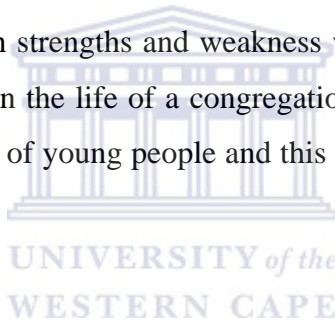 strengths and weakness
n the life of a congregatio
of young people and this
UNIVERSITY of the
WESTERN CAPE